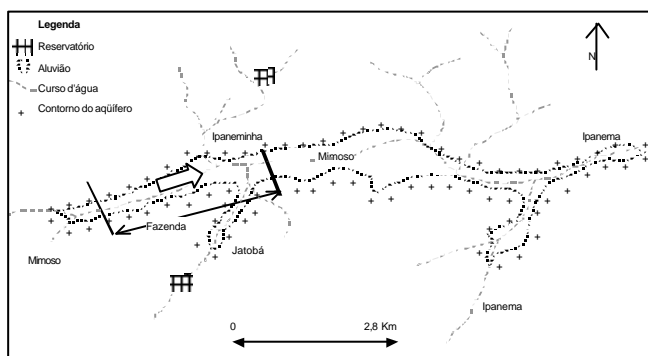 Legenda
Reservatório
Aluvião
Curso d'água
Contorno do aqüífero
N
Ipaneminha
Ipanema
Mimoso
Fazenda
Mimoso
Jatobá
Ipanema
0 2,8 Km